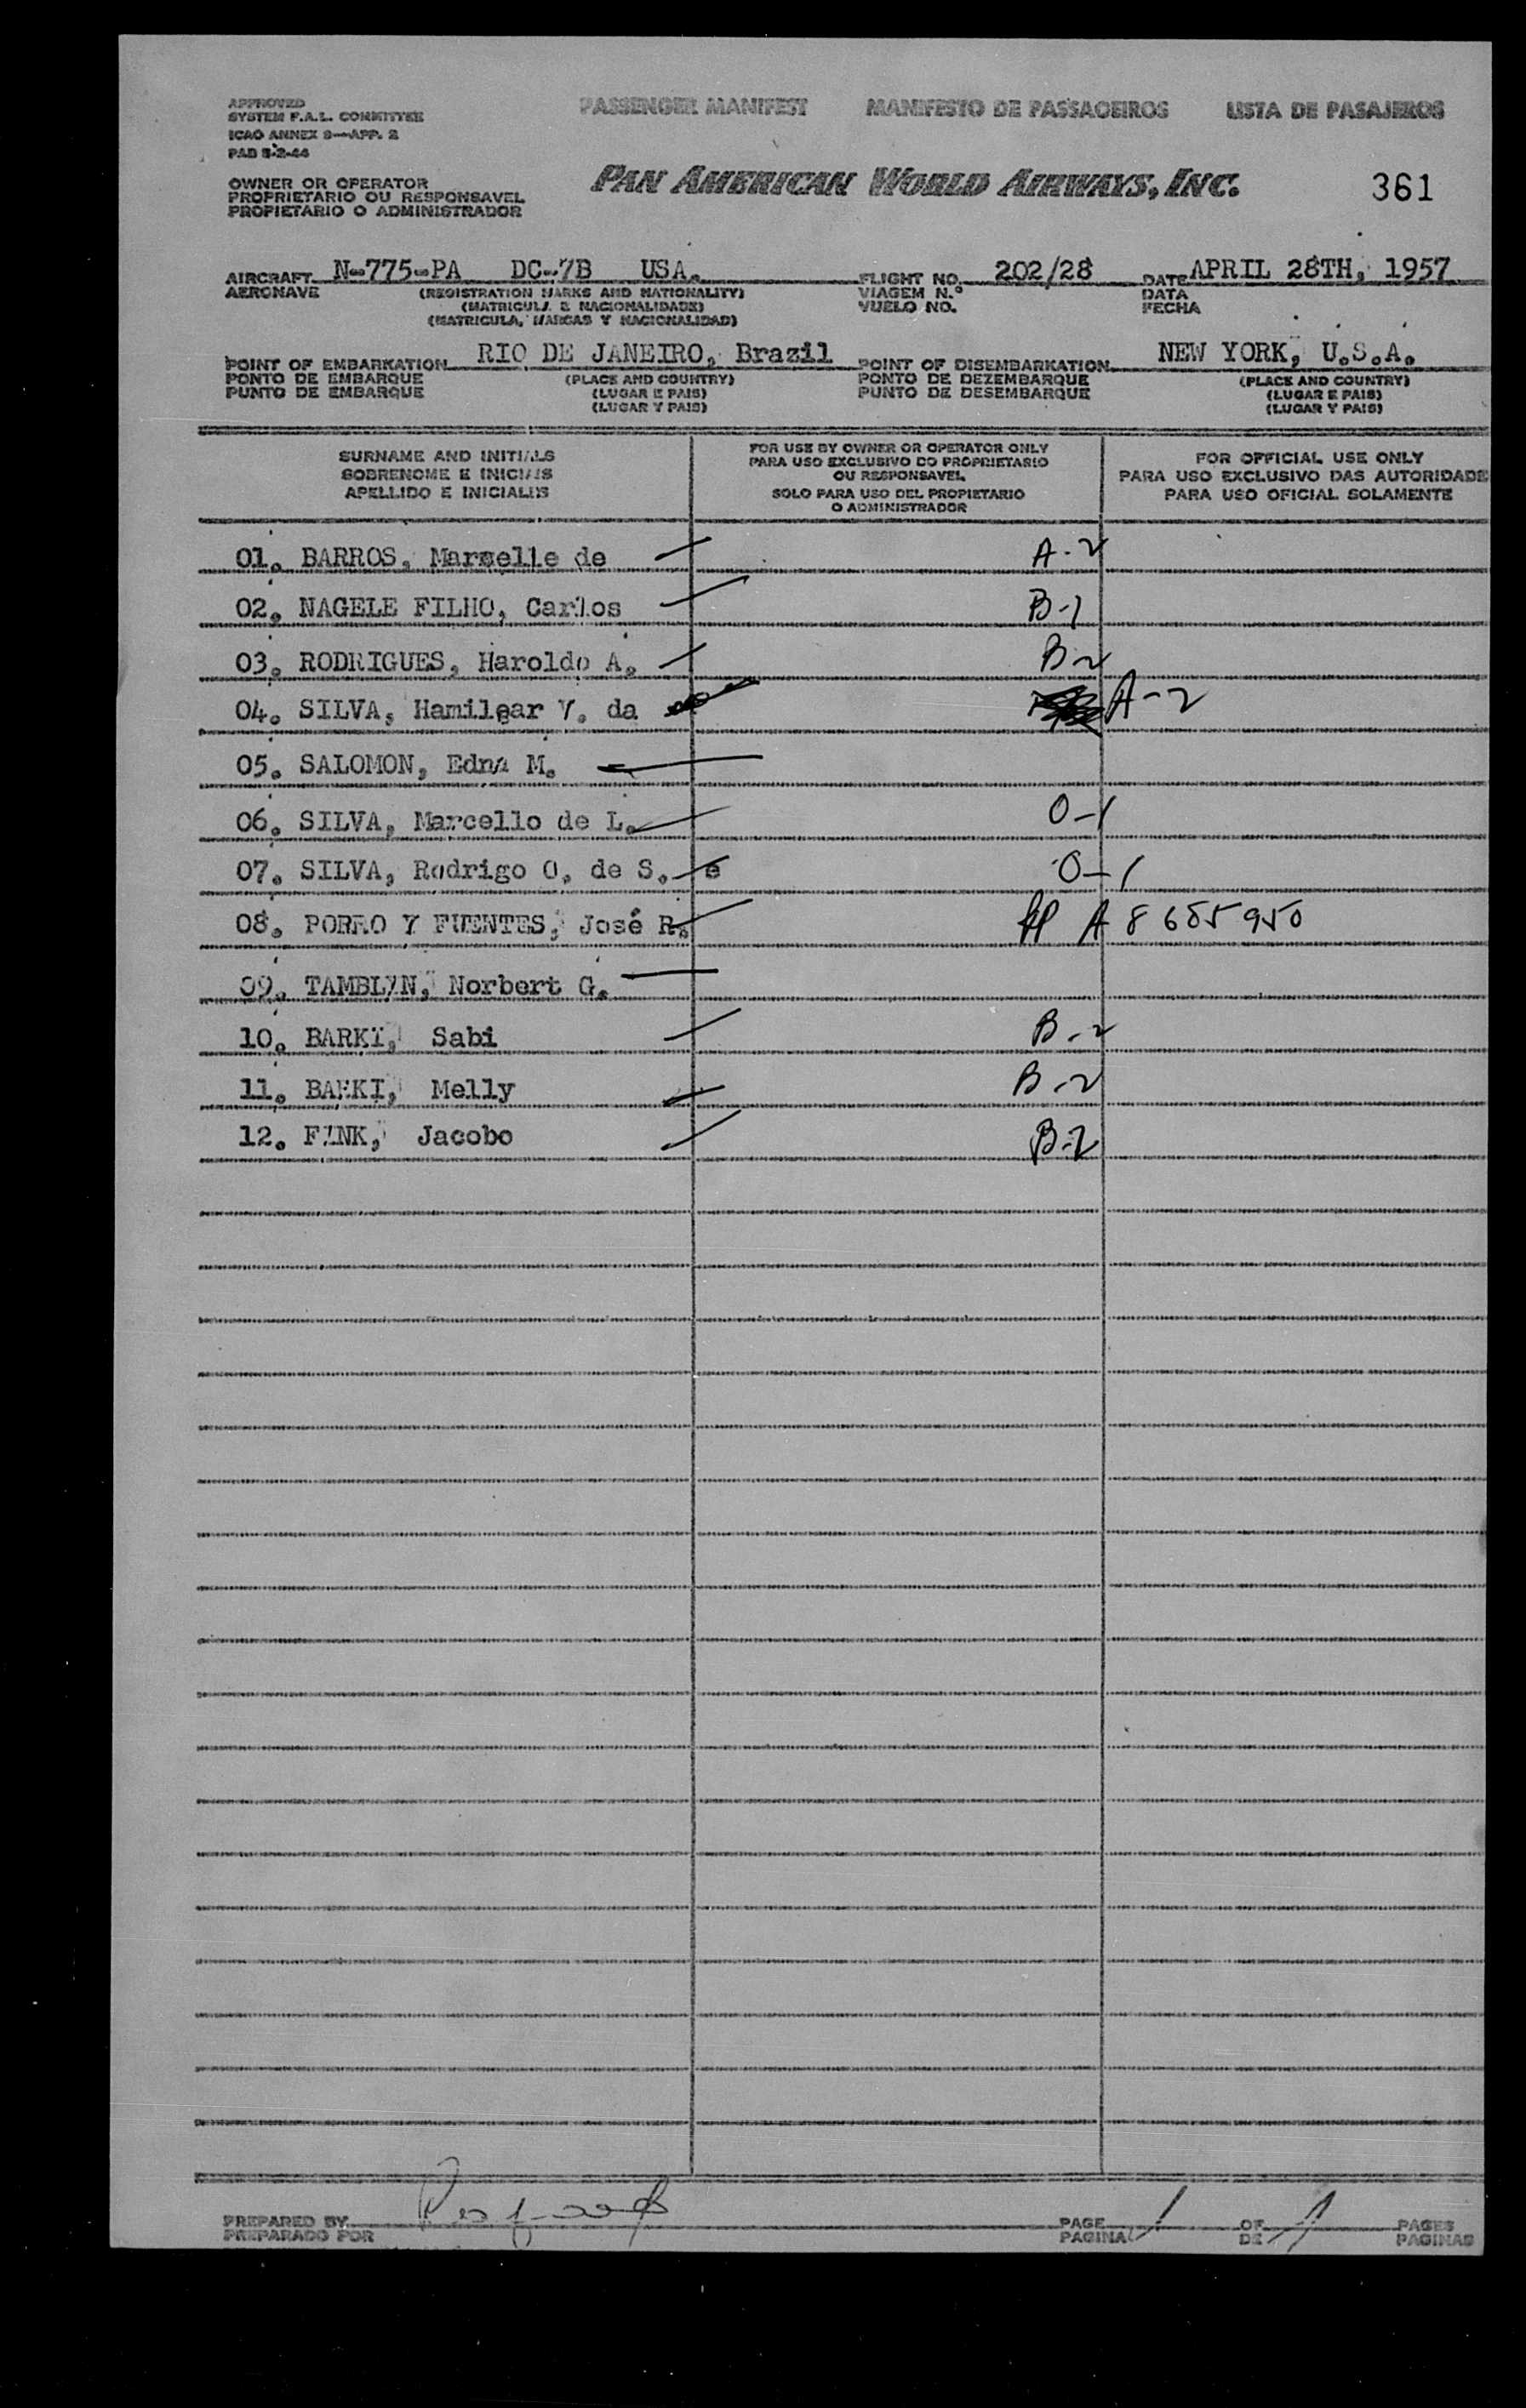 APPROVED
SYSTEM F.A.L. COMMITTEE
ICAO ANNEX 9—APP. 2
PAD 8-2-44
PASSENGER MANIFEST MANIFESTO DE PASSAGEIROS LISTA DE PASAJEROS
OWNER OR OPERATOR
PROPRIETARIO OU RESPONSAVEL
PROPIETARIO O ADMINISTRADOR
PAN AMERICAN WORLD AIRWAYS, INC.
361
AIRCRAFT N-775-PA DC-7B USA. FLIGHT NO. 202/28 DATE APRIL 28TH, 1957
AERONAVE (REGISTRATION MARKS AND NATIONALITY) VIAGEM N.° DATA
(MATRICULA E NACIONALIDADE) VUELO NO. FECHA
(MATRICULA, MARCAS Y NACIONALIDAD)
POINT OF EMBARKATION RIO DE JANEIRO, Brazil POINT OF DISEMBARKATION NEW YORK, U.S.A.
PONTO DE EMBARQUE (PLACE AND COUNTRY) PONTO DE DEZEMBARQUE (PLACE AND COUNTRY)
PUNTO DE EMBARQUE (LUGAR E PAIS) PUNTO DE DESEMBARQUE (LUGAR E PAIS)
(LUGAR Y PAIS) (LUGAR Y PAIS)
SURNAME AND INITIALS
SOBRENOME E INICIAIS
APELLIDO E INICIALES
FOR USE BY OWNER OR OPERATOR ONLY
PARA USO EXCLUSIVO DO PROPRIETARIO
OU RESPONSAVEL
SOLO PARA USO DEL PROPIETARIO
O ADMINISTRADOR
FOR OFFICIAL USE ONLY
PARA USO EXCLUSIVO DAS AUTORIDADE
PARA USO OFICIAL SOLAMENTE
01. BARROS, Marcelle de A-2
02. NAGELE FILHO, Carlos B-1
03. RODRIGUES, Haroldo A. B-2
04. SILVA, Hamilcar V. da A-2
05. SALOMON, Edna M.
06. SILVA, Marcello de L. O-1
07. SILVA, Rodrigo O. de S. e O-1
08. PORRO Y FUENTES, José R. A 8685950
09. TAMBLYN, Norbert G.
10. BARKI, Sabi B-2
11. BARKI, Melly B-2
12. FINK, Jacobo B-2
PREPARED BY PAGE 1 OF 1 PAGES
PREPARADO POR PAGINA DE PAGINAS